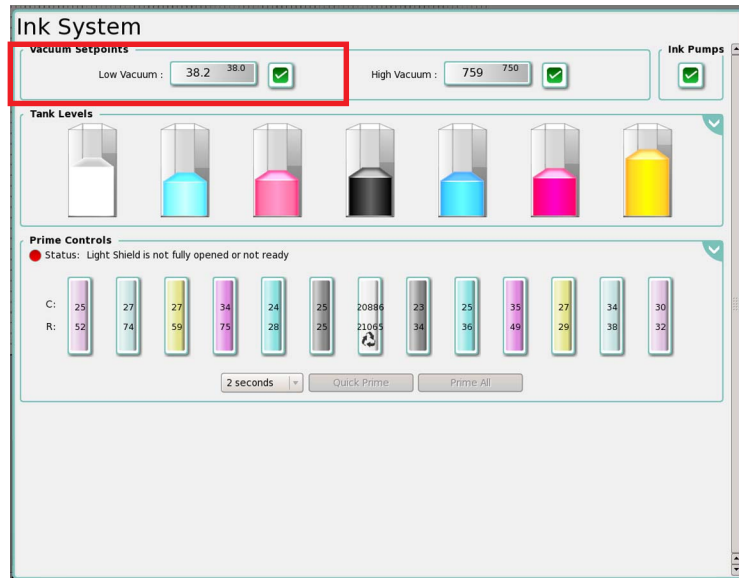 Ink System
Vacuum Setpoints
Ink Pumps
Low Vacuum : 38.2 38.0
High Vacuum : 759 750
Tank Levels
Prime Controls
Status: Light Shield is not fully opened or not ready
C: 25 27 27 34 24 25 20886 23 25 35 27 34 30
R: 52 74 59 75 28 25 21065 34 36 49 29 38 32
2 seconds Quick Prime Prime All